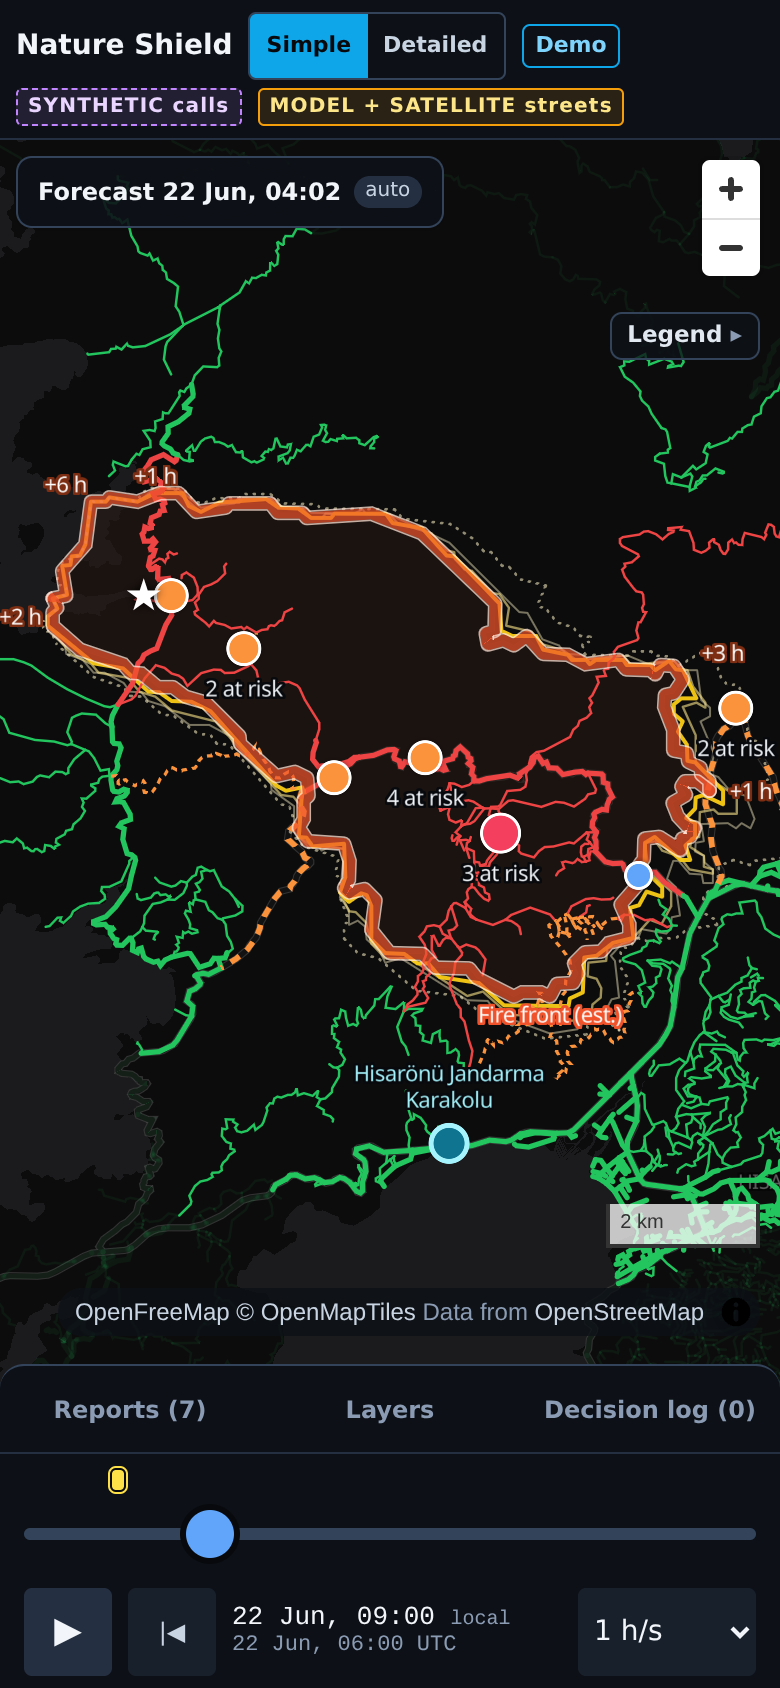 Nature Shield
Simple
Detailed
Demo
SYNTHETIC calls
MODEL + SATELLITE streets
Forecast 22 Jun, 04:02 auto
+
−
Legend ▸
+6 h
+1 h
+2 h
+3 h
2 at risk
2 at risk
+1 h
4 at risk
3 at risk
Fire front (est.)
Hisarönü Jandarma
Karakolu
2 km
OpenFreeMap © OpenMapTiles Data from OpenStreetMap
Reports (7)
Layers
Decision log (0)
22 Jun, 09:00 local
22 Jun, 06:00 UTC
1 h/s